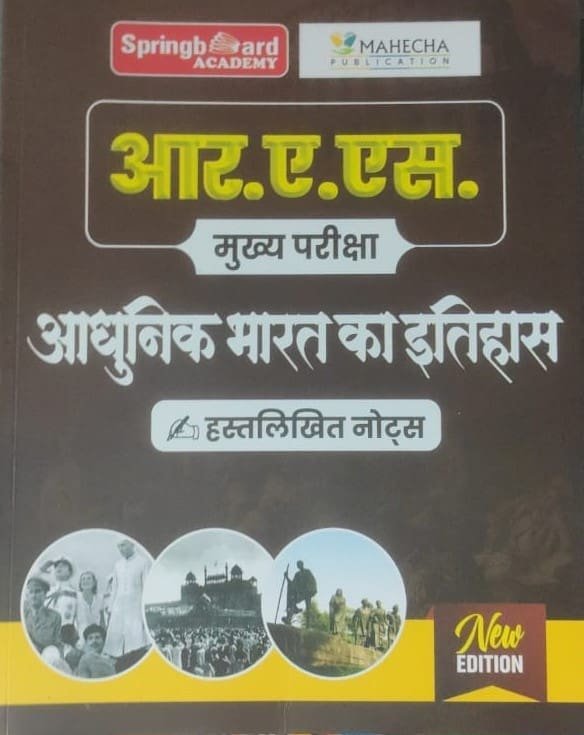 Springboard
ACADEMY
MAHECHA
PUBLICATION
आर.ए.एस.
मुख्य परीक्षा
आधुनिक भारत का इतिहास
हस्तलिखित नोट्स
New
EDITION